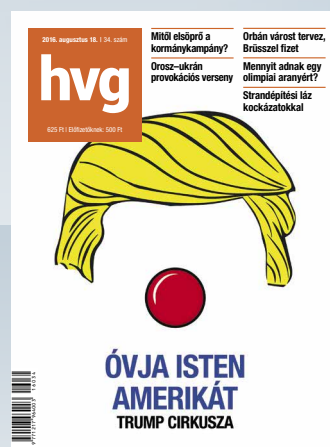 2016. augusztus 18. I 34. szám
hvg
625 Ft I Előfizetőknek: 500 Ft
Mitől elsöprő a
kormánykampány?
Orosz–ukrán
provokációs verseny
Orbán várost tervez,
Brüsszel fizet
Mennyit adnak egy
olimpiai aranyért?
Strandépítési láz
kockázatokkal
ÓVJA ISTEN
AMERIKÁT
TRUMP CIRKUSZA
16034